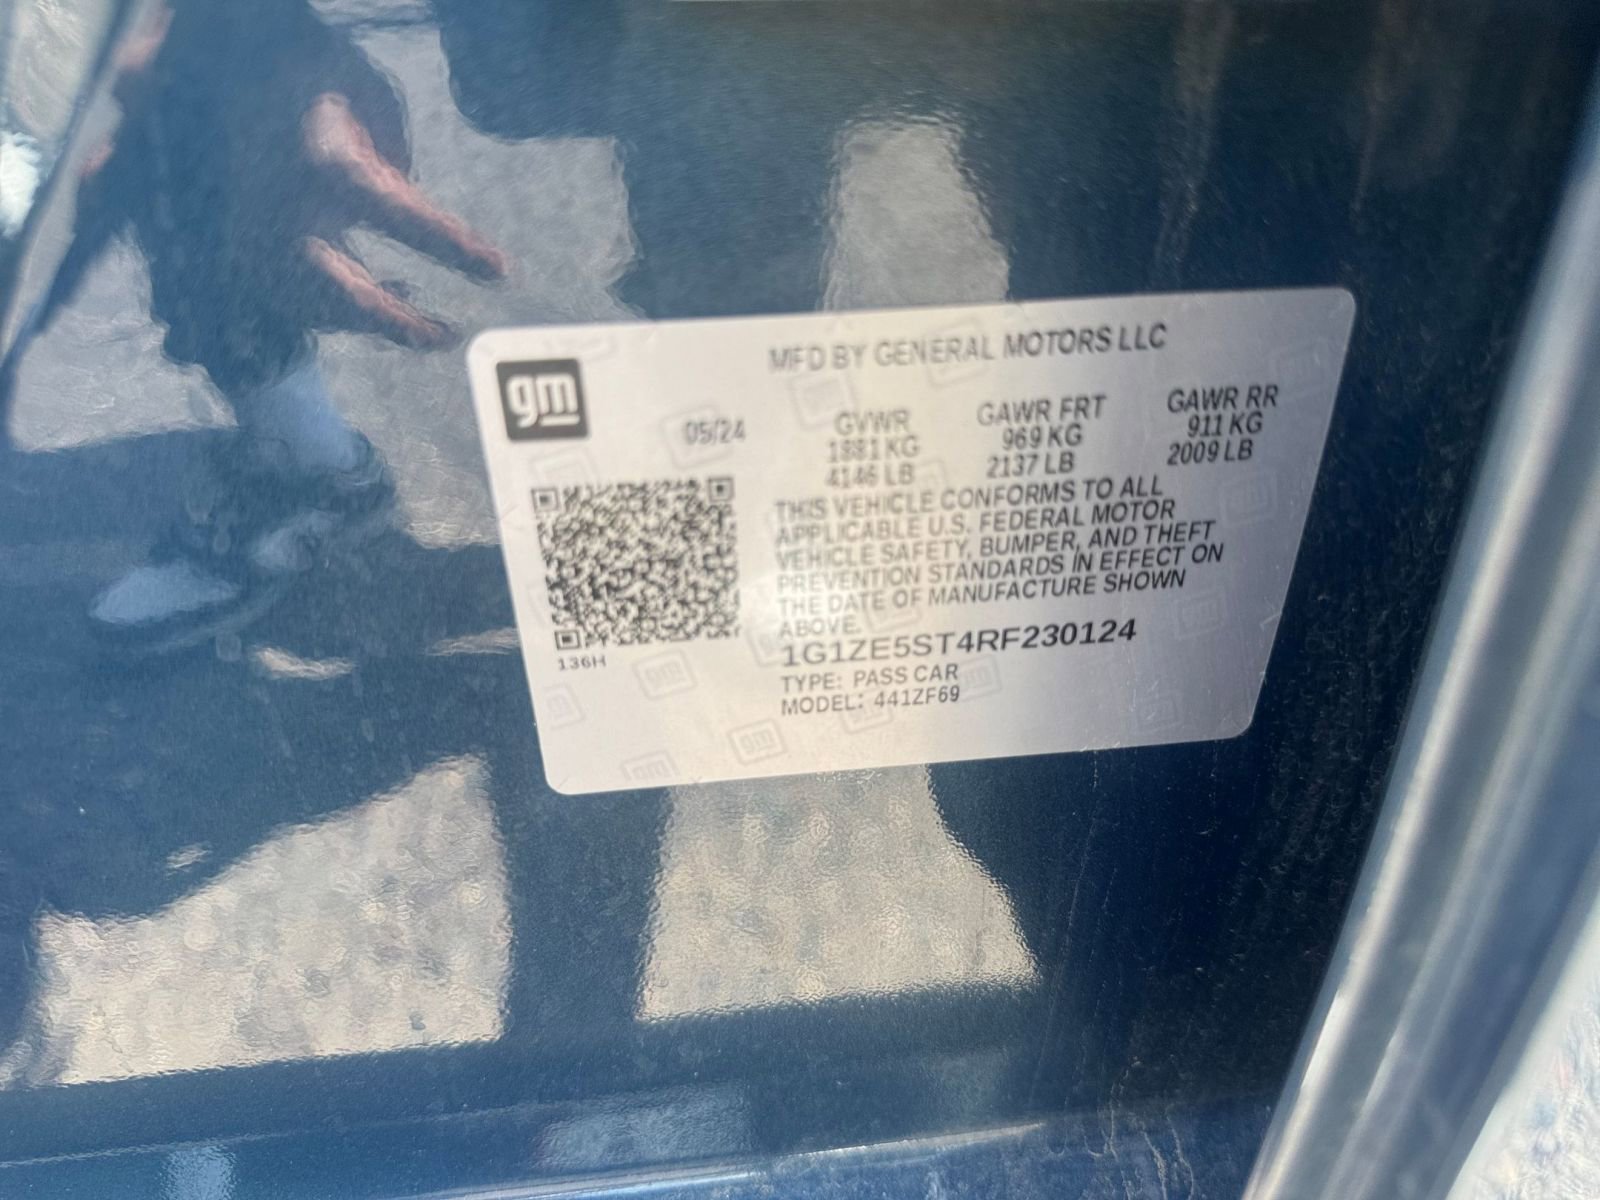 gm
MFD BY GENERAL MOTORS LLC
05/24
GVWR GAWR FRT GAWR RR
1881 KG 969 KG 911 KG
4146 LB 2137 LB 2009 LB
THIS VEHICLE CONFORMS TO ALL
APPLICABLE U.S. FEDERAL MOTOR
VEHICLE SAFETY, BUMPER, AND THEFT
PREVENTION STANDARDS IN EFFECT ON
THE DATE OF MANUFACTURE SHOWN
ABOVE.
1G1ZE5ST4RF230124
TYPE: PASS CAR
MODEL: 441ZF69
136H